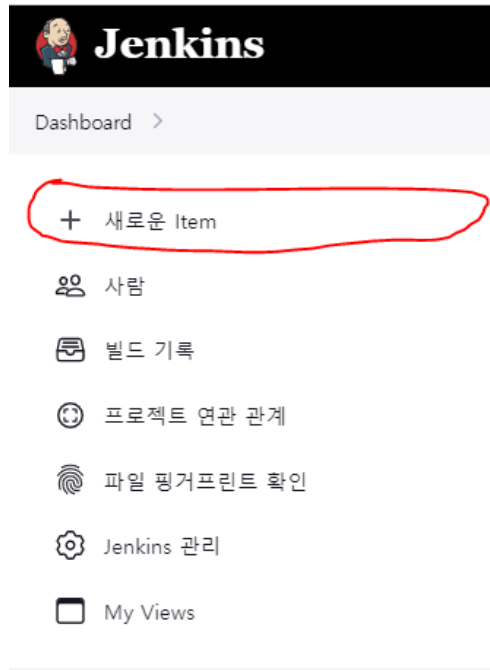 Jenkins
Dashboard
새로운 Item
사람
빌드 기록
프로젝트 연관 관계
파일 핑거프린트 확인
Jenkins 관리
My Views